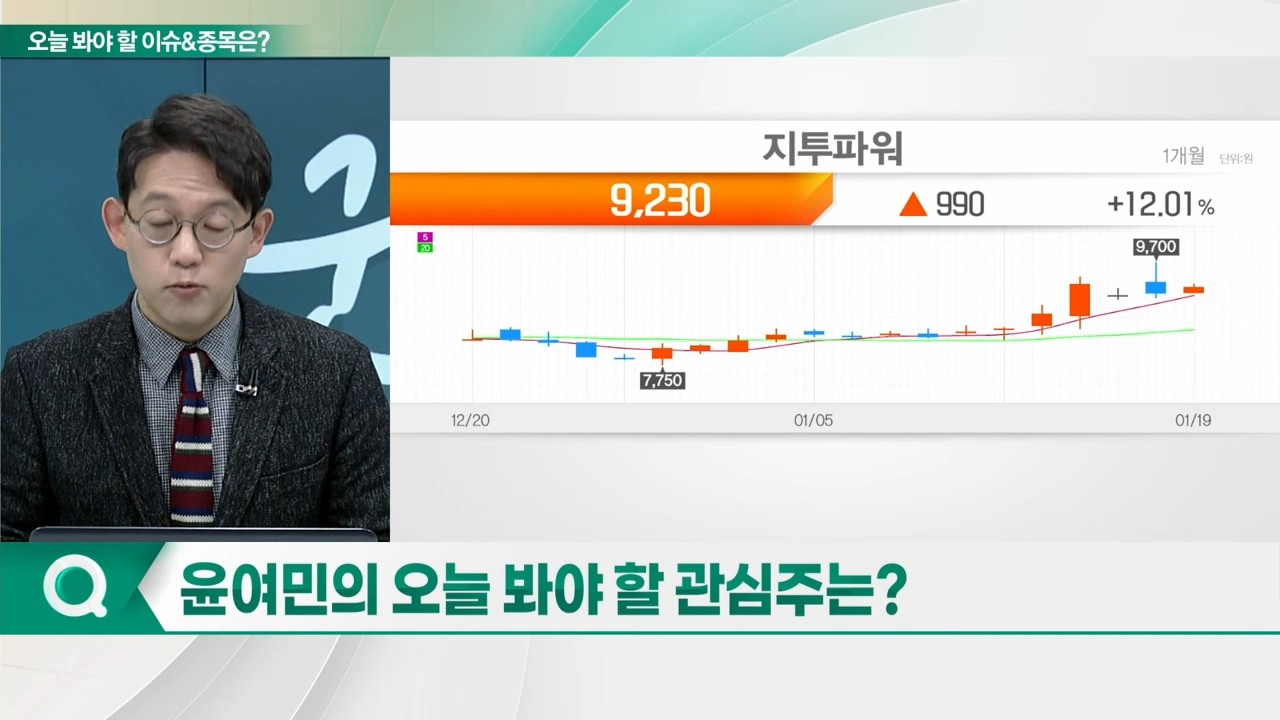 오늘 봐야 할 이슈&종목은?
지투파워
1개월 단위:원
9,230 ▲ 990 +12.01%
5
20
9,700
7,750
12/20 01/05 01/19
윤여민의 오늘 봐야 할 관심주는?